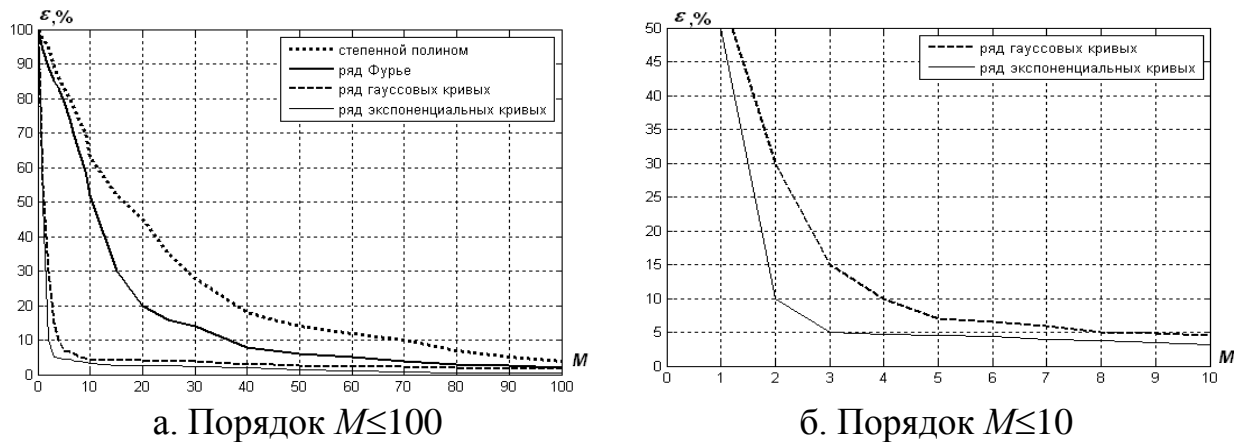 ε,%
100
90
80
70
60
50
40
30
20
10
0
0 10 20 30 40 50 60 70 80 90 100
M
степенной полином
ряд Фурье
ряд гауссовых кривых
ряд экспоненциальных кривых
а. Порядок M≤100
ε,%
50
45
40
35
30
25
20
15
10
5
0
0 1 2 3 4 5 6 7 8 9 10
M
ряд гауссовых кривых
ряд экспоненциальных кривых
б. Порядок M≤10